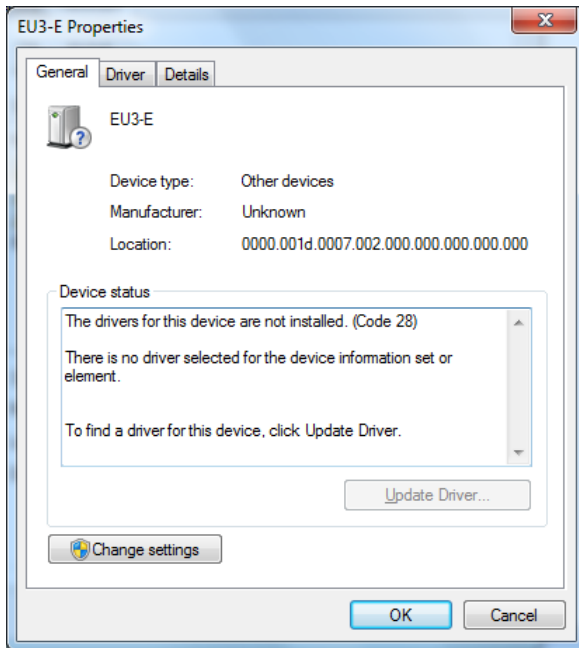 EU3-E Properties
General Driver Details
EU3-E
Device type: Other devices
Manufacturer: Unknown
Location: 0000.001d.0007.002.000.000.000.000.000
Device status
The drivers for this device are not installed. (Code 28)
There is no driver selected for the device information set or
element.
To find a driver for this device, click Update Driver.
Update Driver...
Change settings
OK Cancel